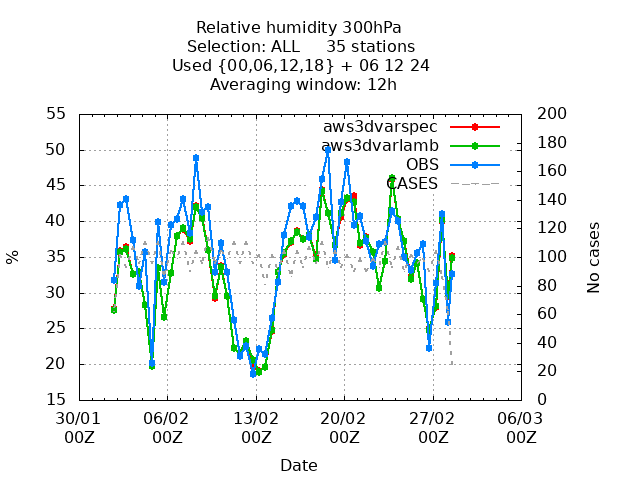 Relative humidity 300hPa
Selection: ALL 35 stations
Used {00,06,12,18} + 06 12 24
Averaging window: 12h
55
50
45
40
35
30
25
20
15
%
200
180
160
140
120
100
80
60
40
20
0
No cases
aws3dvarspec
aws3dvarlamb
OBS
CASES
30/01 06/02 13/02 20/02 27/02 06/03
00Z 00Z 00Z 00Z 00Z 00Z
Date